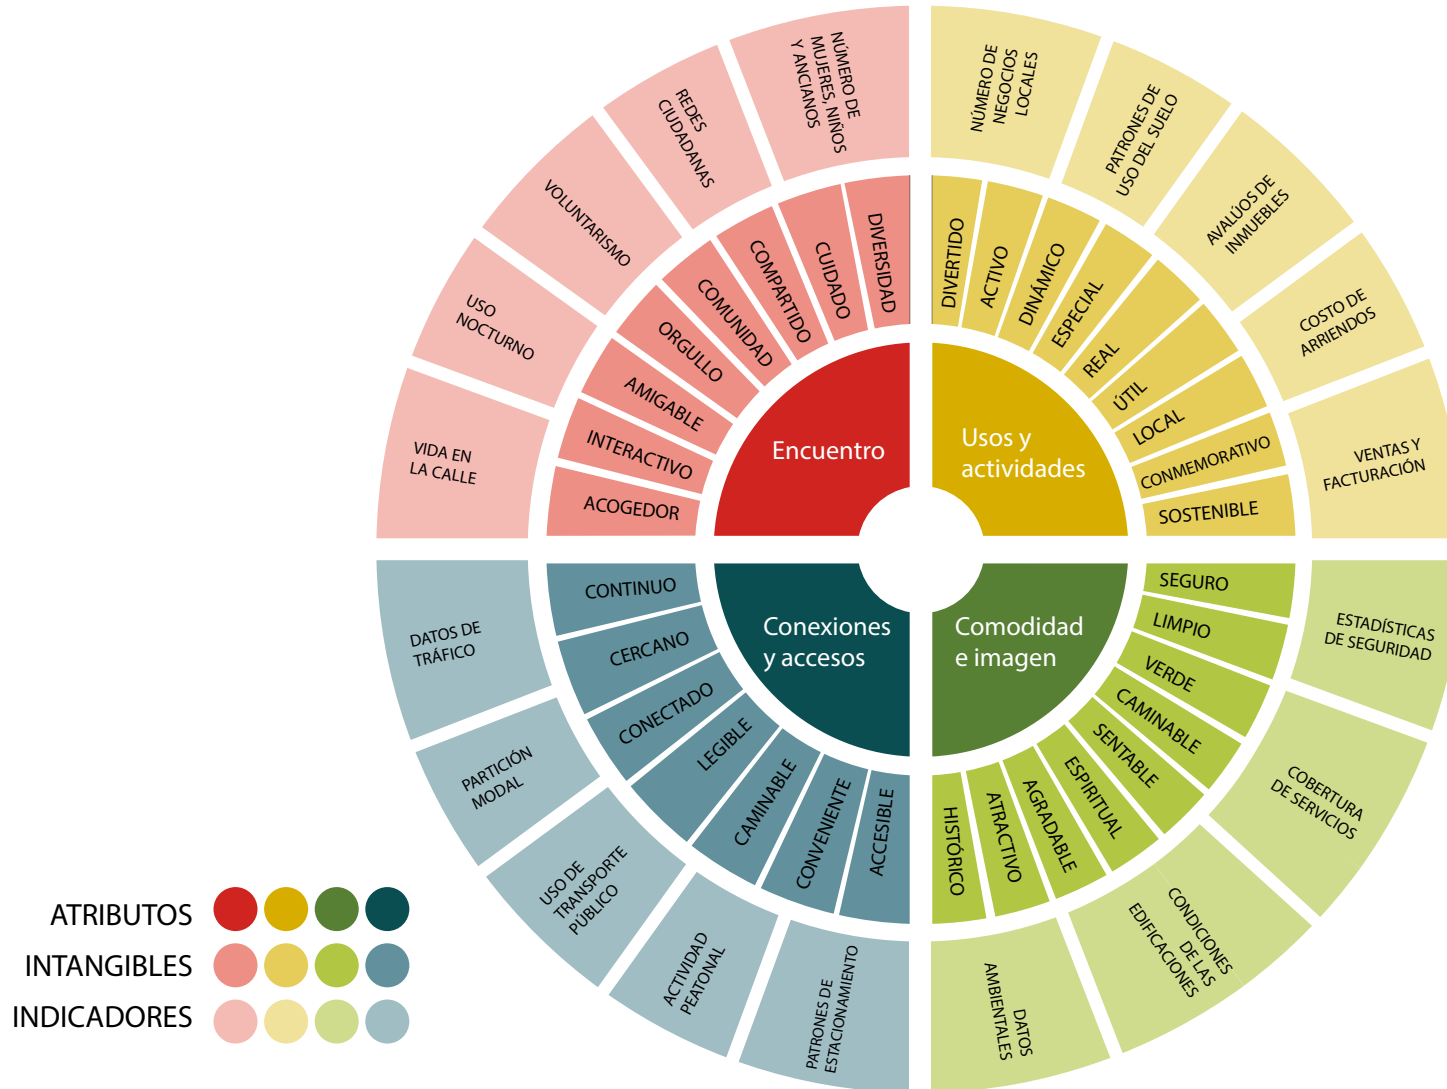 NÚMERO DE
MUJERES, NIÑOS
Y ANCIANOS
REDES
CIUDADANAS
VOLUNTARISMO
USO
NOCTURNO
VIDA EN
LA CALLE
NÚMERO DE
NEGOCIOS
LOCALES
PATRONES DE
USO DEL SUELO
AVALÚOS DE
INMUEBLES
COSTO DE
ARRIENDOS
VENTAS Y
FACTURACIÓN
DIVERSIDAD
CUIDADO
COMPARTIDO
COMUNIDAD
ORGULLO
AMIGABLE
INTERACTIVO
ACOGEDOR
DIVERTIDO
ACTIVO
DINÁMICO
ESPECIAL
REAL
ÚTIL
LOCAL
CONMEMORATIVO
SOSTENIBLE
Encuentro
Usos y
actividades
Conexiones
y accesos
Comodidad
e imagen
CONTINUO
CERCANO
CONECTADO
LEGIBLE
CAMINABLE
CONVENIENTE
ACCESIBLE
SEGURO
LIMPIO
VERDE
CAMINABLE
SENTABLE
ESPIRITUAL
AGRADABLE
ATRACTIVO
HISTÓRICO
DATOS DE
TRÁFICO
PARTICIÓN
MODAL
USO DE
TRANSPORTE
PÚBLICO
ACTIVIDAD
PEATONAL
PATRONES DE
ESTACIONAMIENTO
ESTADÍSTICAS
DE SEGURIDAD
COBERTURA
DE SERVICIOS
CONDICIONES
DE LAS
EDIFICACIONES
DATOS
AMBIENTALES
ATRIBUTOS
INTANGIBLES
INDICADORES